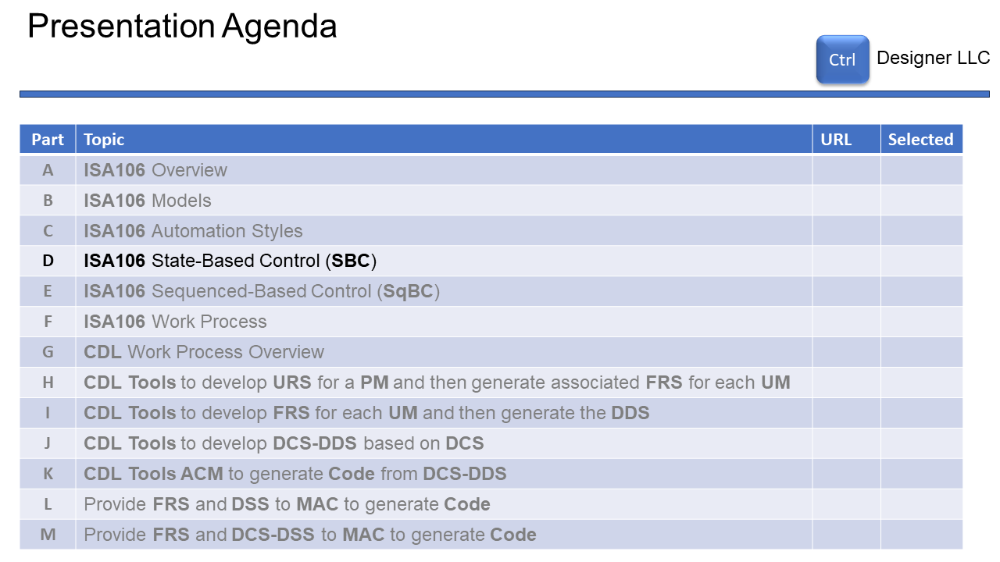 Presentation Agenda
Ctrl Designer LLC
Part Topic URL Selected
A ISA106 Overview
B ISA106 Models
C ISA106 Automation Styles
D ISA106 State-Based Control (SBC)
E ISA106 Sequenced-Based Control (SqBC)
F ISA106 Work Process
G CDL Work Process Overview
H CDL Tools to develop URS for a PM and then generate associated FRS for each UM
I CDL Tools to develop FRS for each UM and then generate the DDS
J CDL Tools to develop DCS-DDS based on DCS
K CDL Tools ACM to generate Code from DCS-DDS
L Provide FRS and DSS to MAC to generate Code
M Provide FRS and DCS-DSS to MAC to generate Code